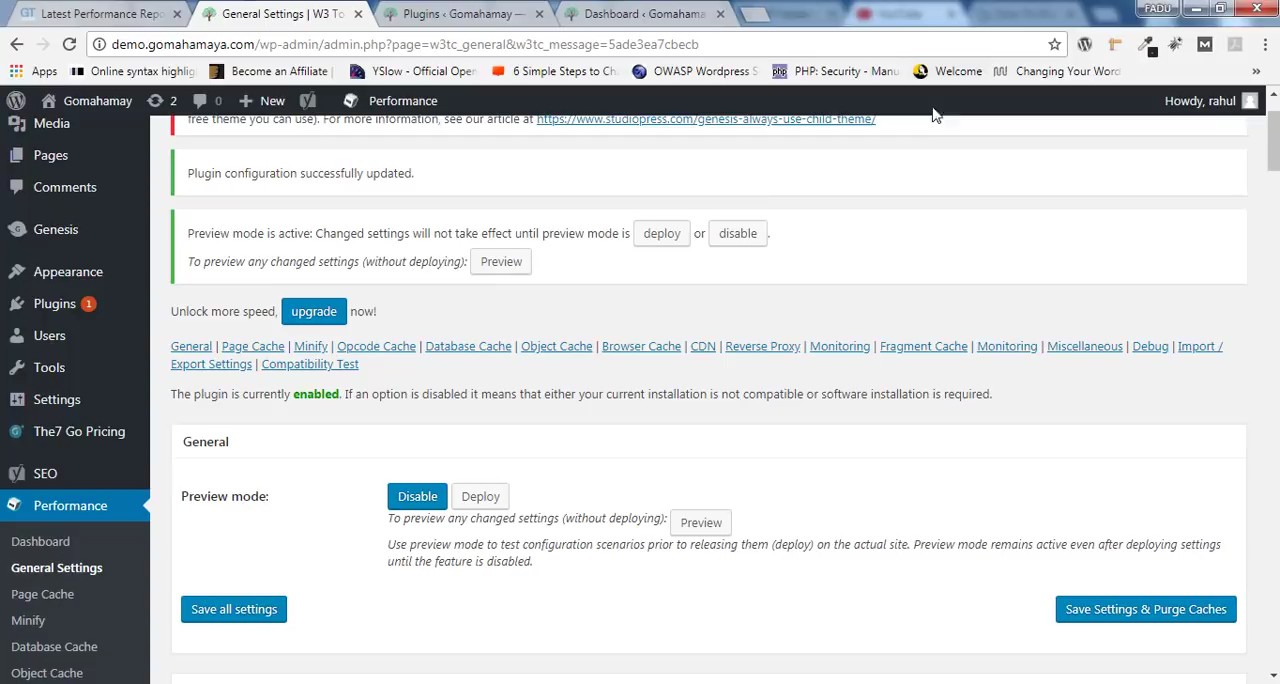 Latest Performance Repo
General Settings | W3 To
Plugins ‹ Gomahamay —
Dashboard ‹ Gomahama
FADU
demo.gomahamaya.com/wp-admin/admin.php?page=w3tc_general&w3tc_message=5ade3ea7cbecb
Apps
Online syntax highlig
Become an Affiliate
YSlow - Official Open
6 Simple Steps to Ch
OWASP Wordpress S
PHP: Security - Manu
Welcome
Changing Your Word
»
Gomahamay
2
0
New
Performance
Howdy, rahul
free theme you can use). For more information, see our article at https://www.studiopress.com/genesis-always-use-child-theme/
Media
Pages
Comments
Genesis
Appearance
Plugins 1
Users
Tools
Settings
The7 Go Pricing
SEO
Performance
Dashboard
General Settings
Page Cache
Minify
Database Cache
Object Cache
Plugin configuration successfully updated.
Preview mode is active: Changed settings will not take effect until preview mode is deploy or disable.
To preview any changed settings (without deploying): Preview
Unlock more speed, upgrade now!
General | Page Cache | Minify | Opcode Cache | Database Cache | Object Cache | Browser Cache | CDN | Reverse Proxy | Monitoring | Fragment Cache | Monitoring | Miscellaneous | Debug | Import /
Export Settings | Compatibility Test
The plugin is currently enabled. If an option is disabled it means that either your current installation is not compatible or software installation is required.
General
Preview mode:
Disable
Deploy
To preview any changed settings (without deploying): Preview
Use preview mode to test configuration scenarios prior to releasing them (deploy) on the actual site. Preview mode remains active even after deploying settings
until the feature is disabled.
Save all settings
Save Settings & Purge Caches